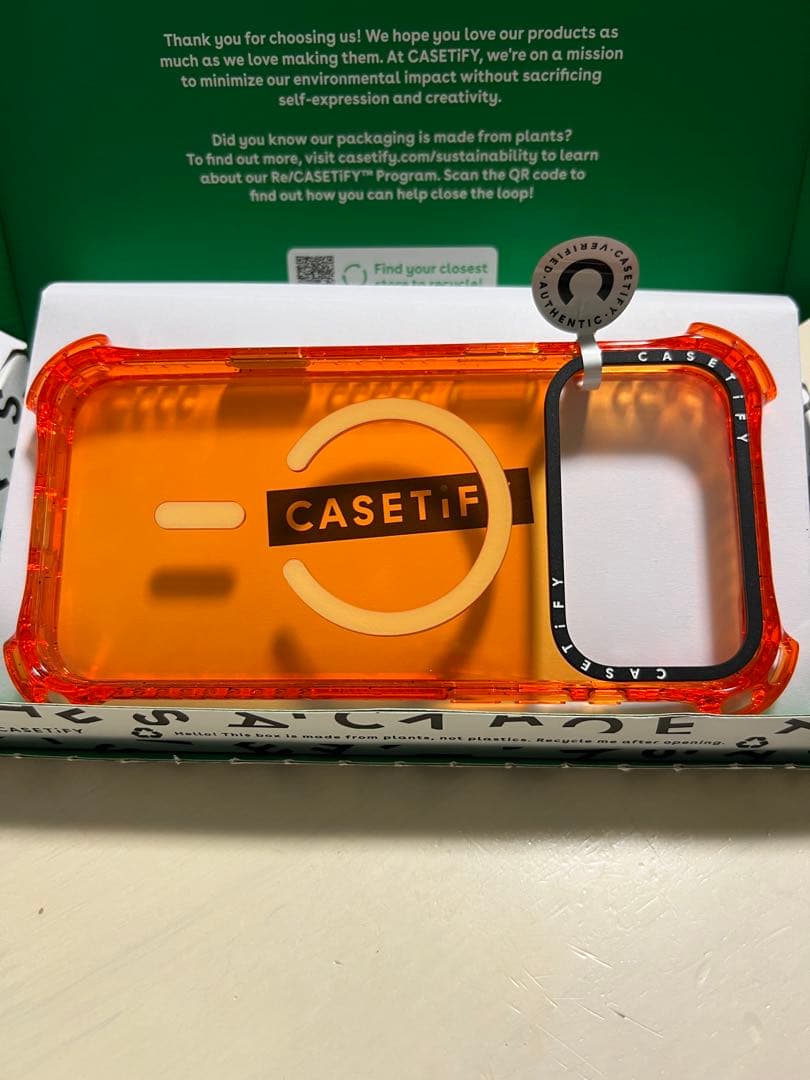 Thank you for choosing us! We hope you love our products as
much as we love making them. At CASETiFY, we're on a mission
to minimize our environmental impact without sacrificing
self-expression and creativity.
Did you know our packaging is made from plants?
To find out more, visit casetify.com/sustainability to learn
about our Re/CASETiFY™ Program. Scan the QR code to
find out how you can help close the loop!
Find your closest
store to recycle!
CASETiFY VERIFIED · AUTHENTIC ·
CASETiFY
CASETiF
CASETiFY
CASETiFY
Hello! This box is made from plants, not plastics. Recycle me after opening.